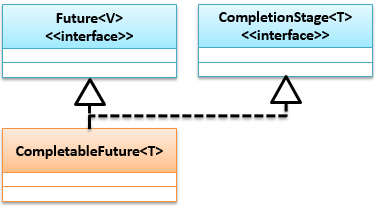 Future<V>
<<interface>>
CompletionStage<T>
<<interface>>
CompletableFuture<T>